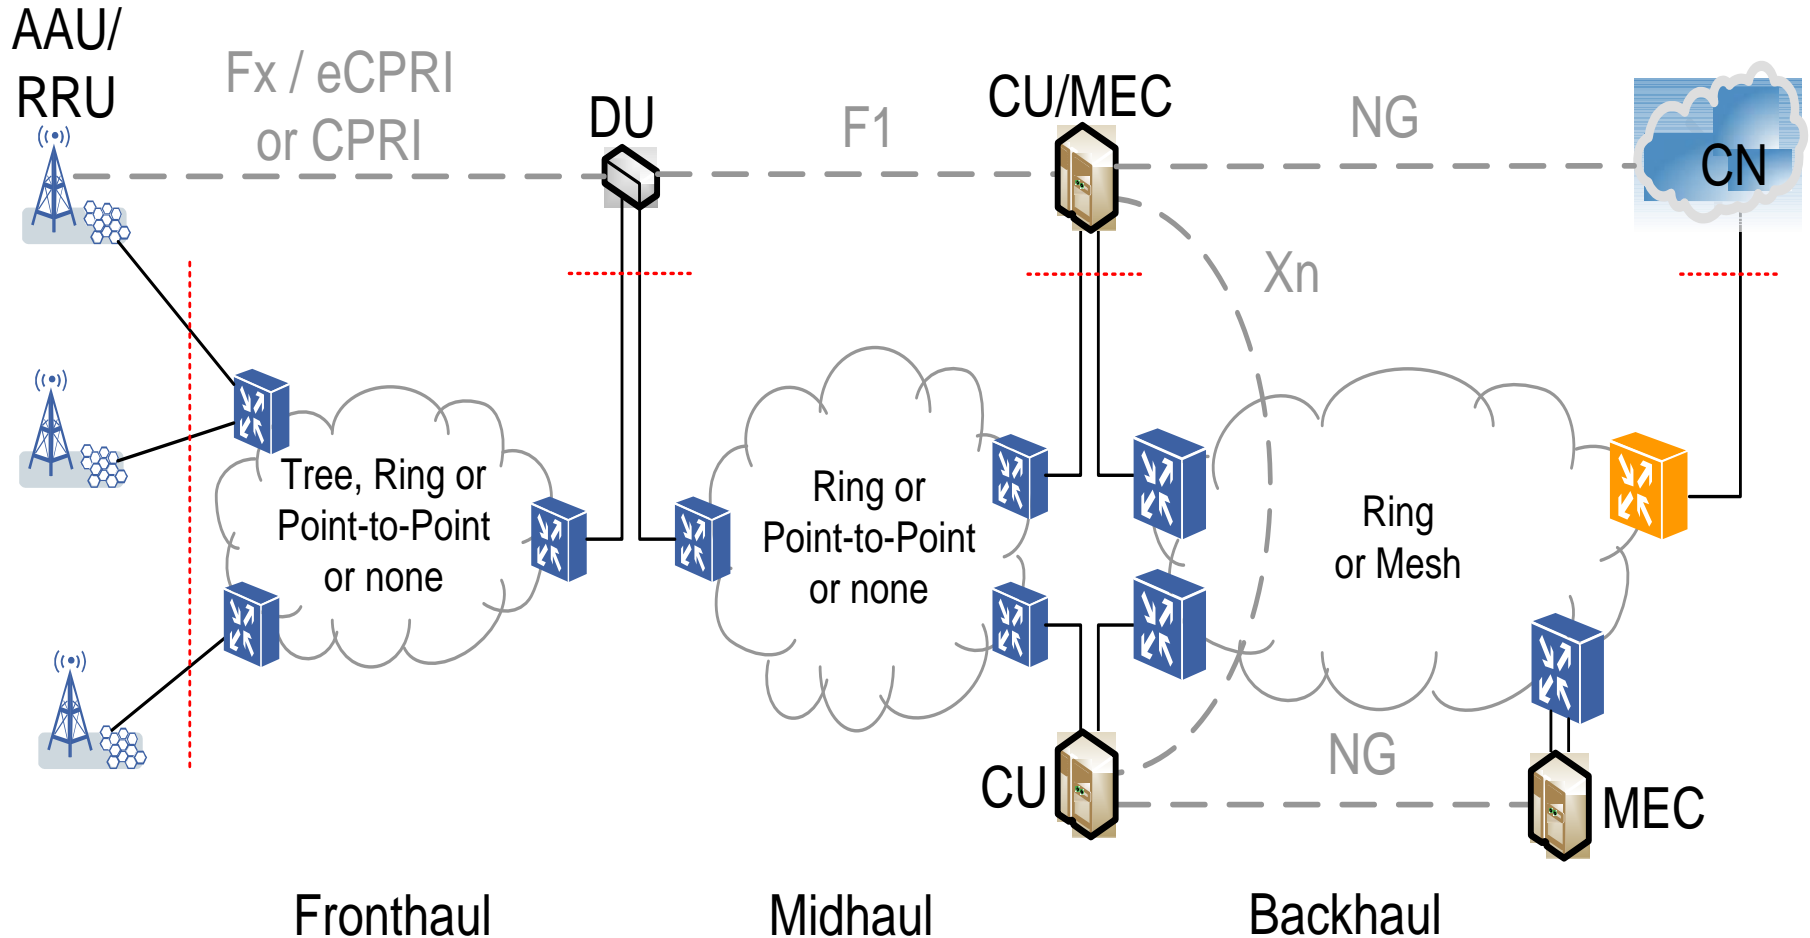 AAU/
RRU
Fx / eCPRI
or CPRI
DU
F1
CU/MEC
NG
CN
Xn
Tree, Ring or
Point-to-Point
or none
Ring or
Point-to-Point
or none
Ring
or Mesh
CU
NG
MEC
Fronthaul
Midhaul
Backhaul